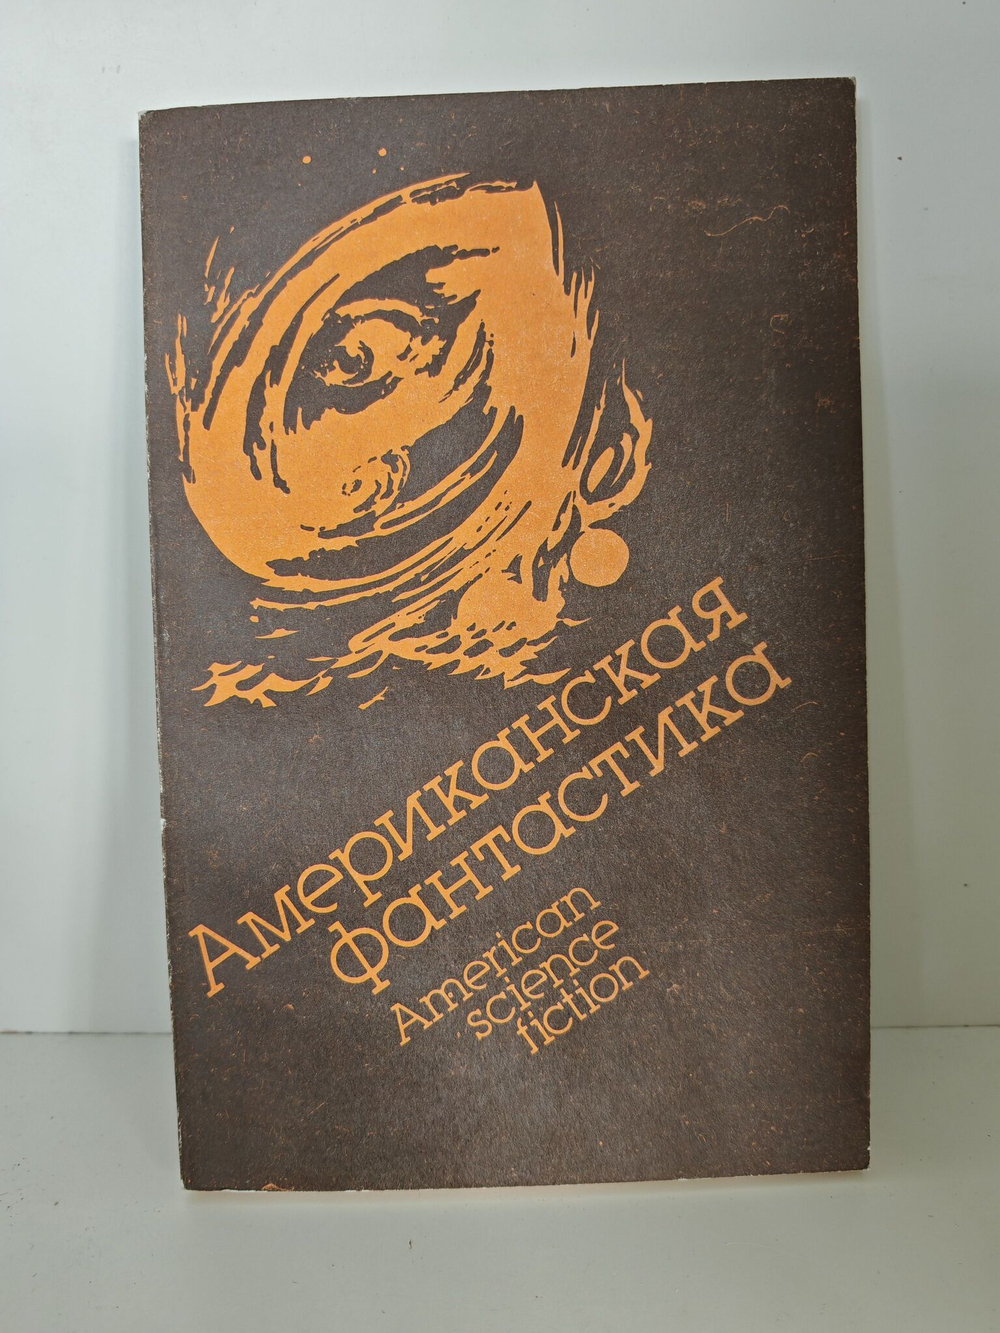 Американская
фантастика
American
science
fiction